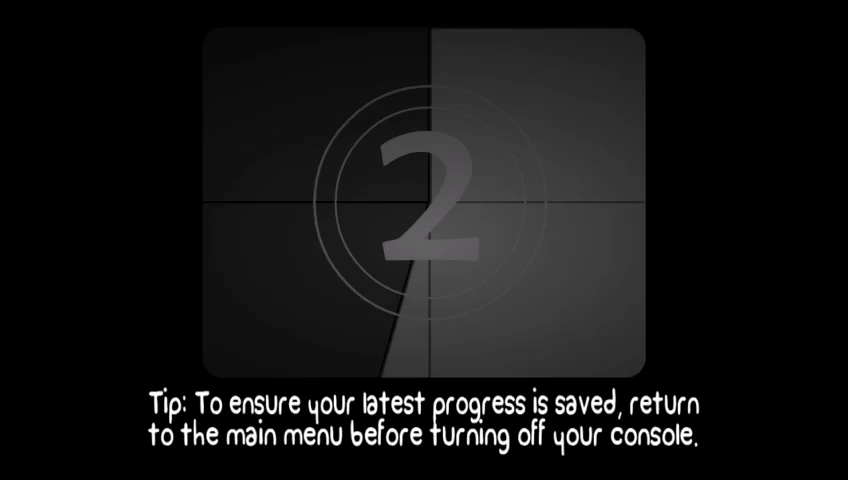 2
Tip: To ensure your latest progress is saved, return
to the main menu before turning off your console.